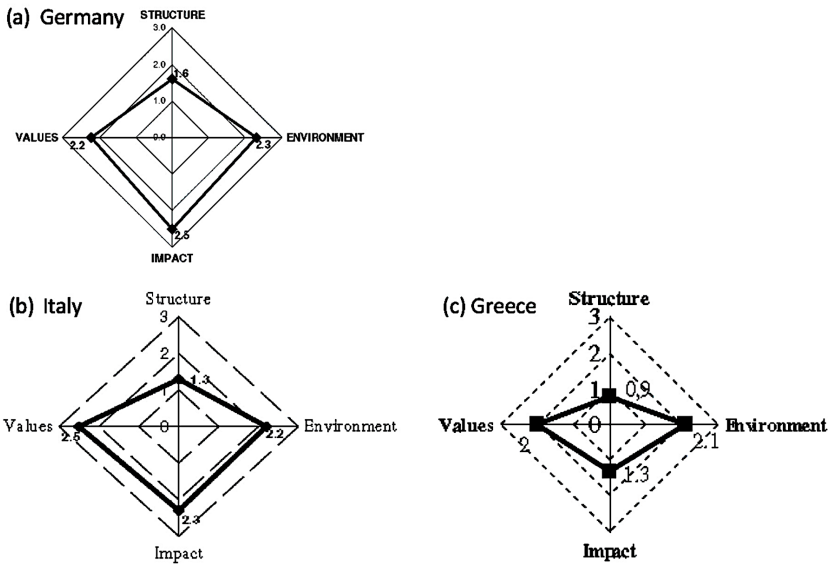 (a) Germany
STRUCTURE
3.0
2.0
1.6
1.0
VALUES
0.0
ENVIRONMENT
2.2
2.3
2.5
IMPACT
(b) Italy
Structure
3
2
1.3
1
Values
0
Environment
2.5
2.2
2.3
Impact
(c) Greece
Structure
3
2
1
0,9
Values
0
Environment
2
2.1
1.3
Impact